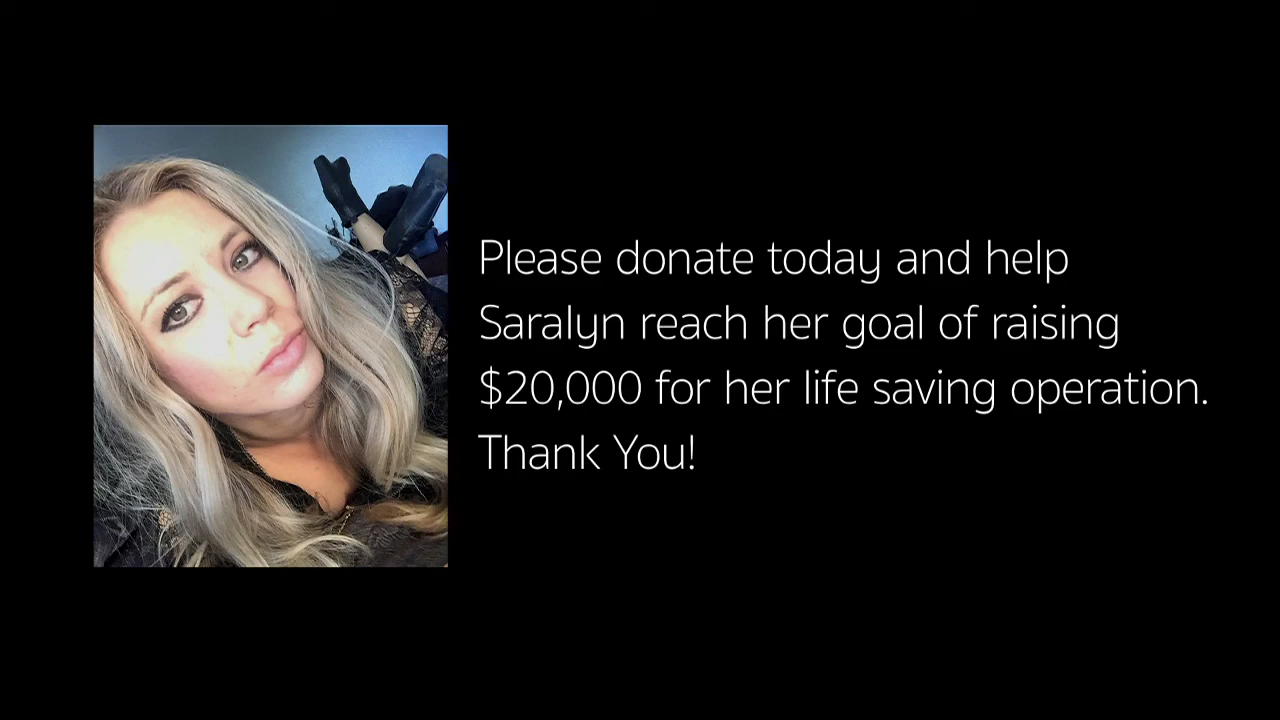 Please donate today and help
Saralyn reach her goal of raising
$20,000 for her life saving operation.
Thank You!